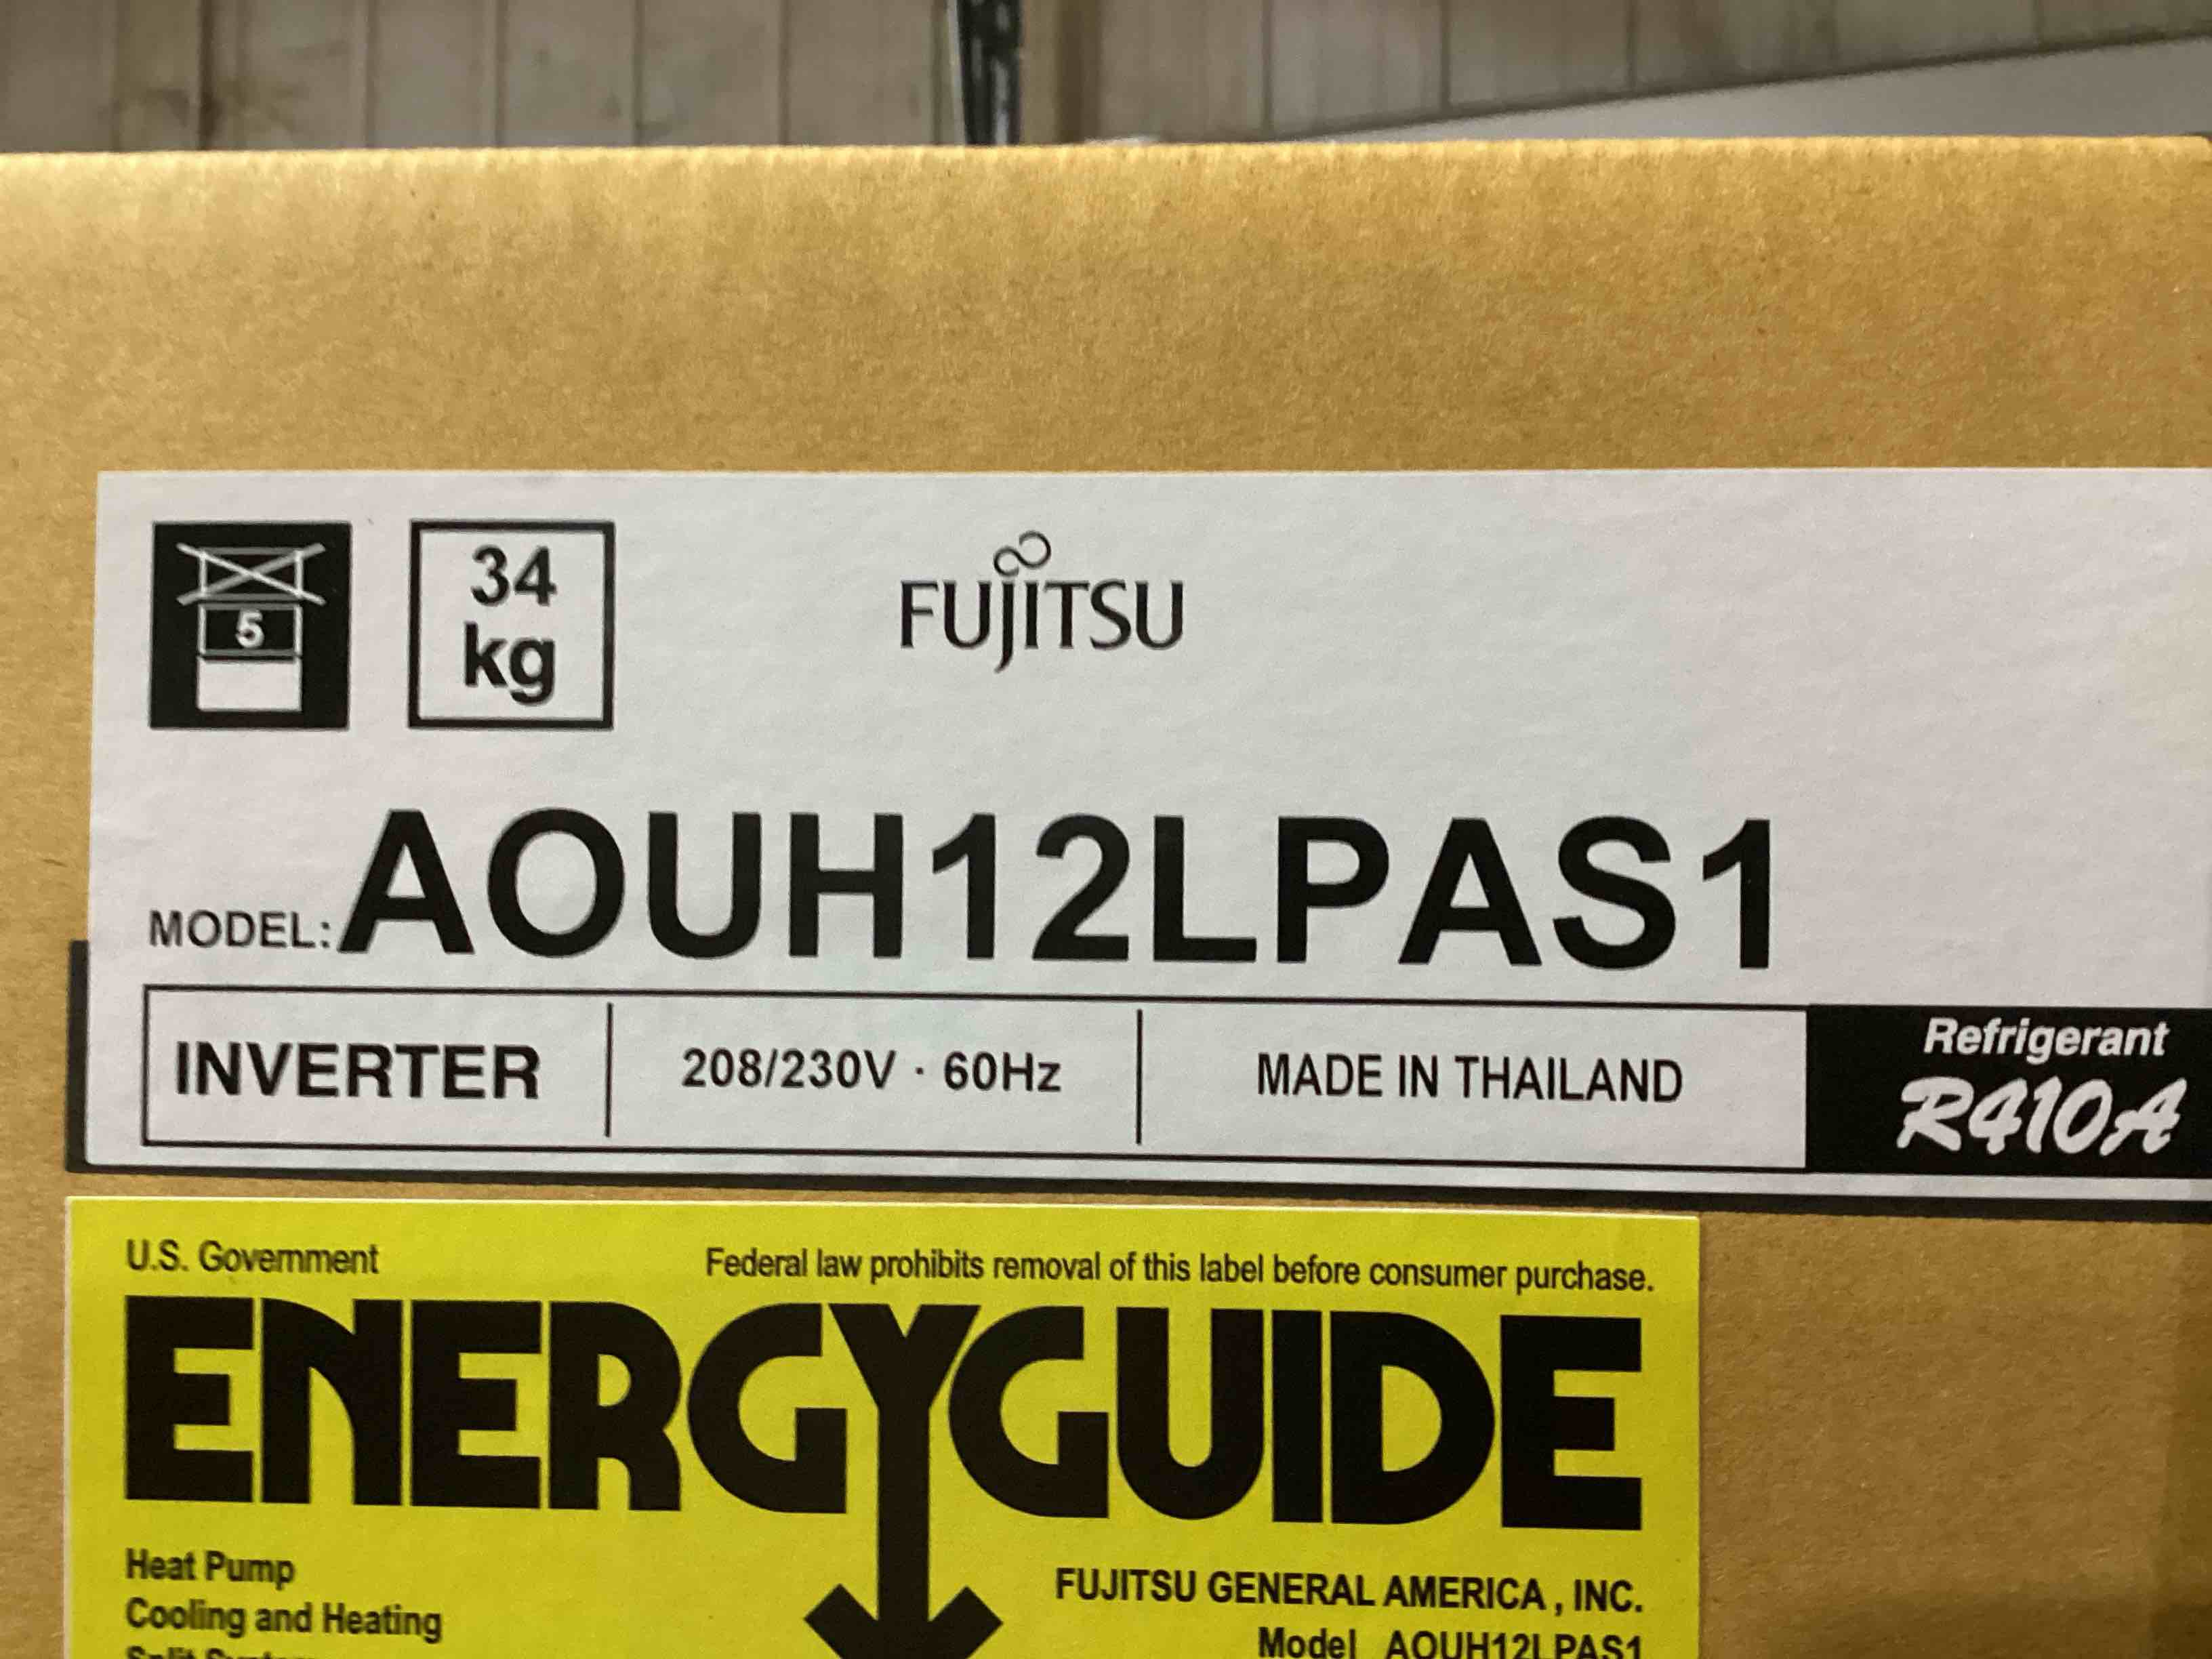 5
34
kg
FUJITSU
MODEL: AOUH12LPAS1
INVERTER
208/230V · 60Hz
MADE IN THAILAND
Refrigerant
R410A
U.S. Government
Federal law prohibits removal of this label before consumer purchase.
ENERGYGUIDE
Heat Pump
Cooling and Heating
Split System
FUJITSU GENERAL AMERICA , INC.
Model AOUH12LPAS1